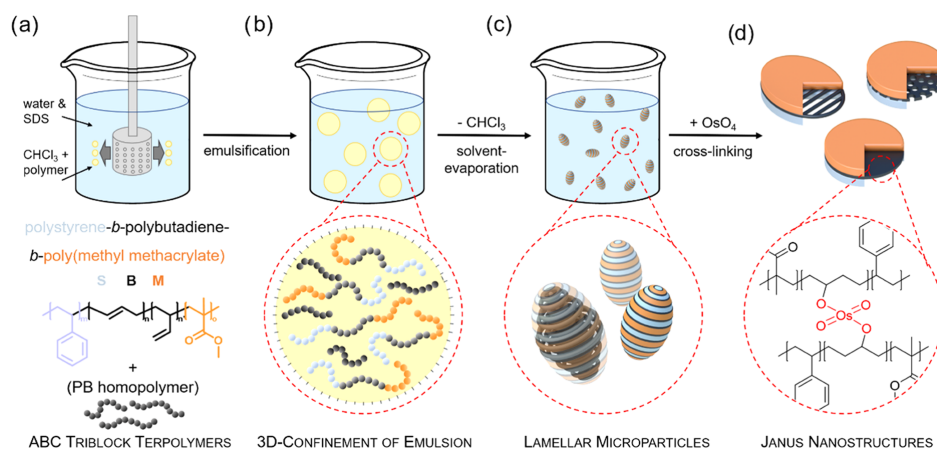 (a)
(b)
(c)
(d)
water &
SDS
CHCl3 +
polymer
emulsification
- CHCl3
solvent-
evaporation
+ OsO4
cross-linking
polystyrene-b-polybutadiene-
b-poly(methyl methacrylate)
S B M
m n n o
O
O
+
(PB homopolymer)
O
O
O Os O
O
O
O
ABC TRIBLOCK TERPOLYMERS
3D-CONFINEMENT OF EMULSION
LAMELLAR MICROPARTICLES
JANUS NANOSTRUCTURES